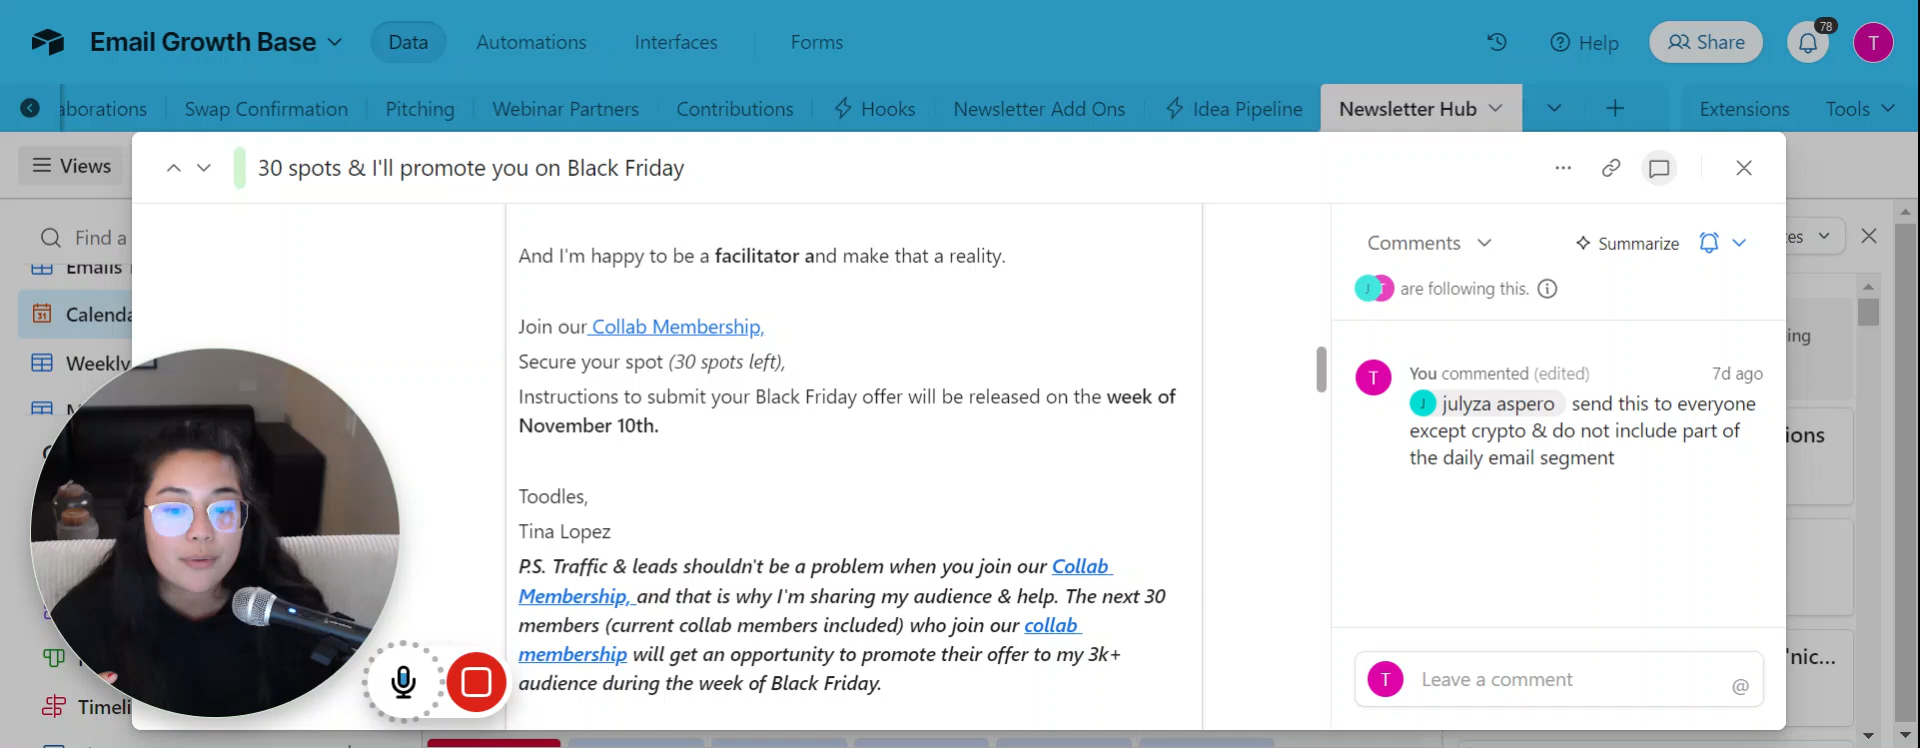 Email Growth Base
Data
Automations
Interfaces
Forms
Help
Share
78
T
aborations
Swap Confirmation
Pitching
Webinar Partners
Contributions
Hooks
Newsletter Add Ons
Idea Pipeline
Newsletter Hub
Extensions
Tools
Views
30 spots & I'll promote you on Black Friday
Find a
Emails
31
Calenda
Weekly
Timeli
And I'm happy to be a facilitator and make that a reality.
Join our Collab Membership,
Secure your spot (30 spots left),
Instructions to submit your Black Friday offer will be released on the week of
November 10th.
Toodles,
Tina Lopez
P.S. Traffic & leads shouldn't be a problem when you join our Collab
Membership, and that is why I'm sharing my audience & help. The next 30
members (current collab members included) who join our collab
membership will get an opportunity to promote their offer to my 3k+
audience during the week of Black Friday.
Comments
Summarize
J T are following this.
T
You commented (edited)
7d ago
J julyza aspero send this to everyone
except crypto & do not include part of
the daily email segment
T
Leave a comment
@
es
ing
ions
'nic...